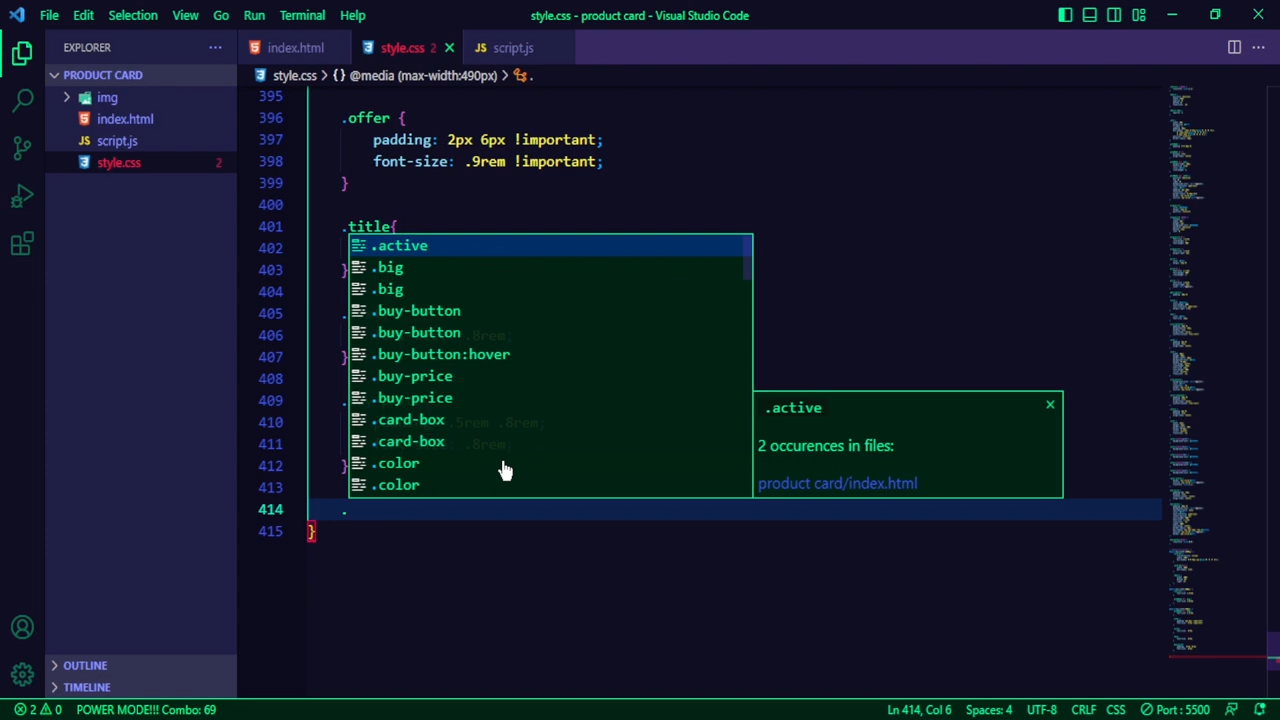 File Edit Selection View Go Run Terminal Help style.css - product card - Visual Studio Code
EXPLORER ··· index.html style.css 2 JS script.js ···
PRODUCT CARD style.css > {} @media (max-width:490px) > .
img
index.html
JS script.js
style.css 2
395
396 .offer {
397 padding: 2px 6px !important;
398 font-size: .9rem !important;
399 }
400
401 .title{
402 .active
403 } .big
404 .big
405 . .buy-button
406 .buy-button .8rem;
407 } .buy-button:hover
408 .buy-price
409 . .buy-price
410 .card-box .5rem .8rem;
411 .card-box .8rem;
412 } .color
413 .color
.active
2 occurences in files:
product card/index.html
414 .
415 }
OUTLINE
TIMELINE
2 0 POWER MODE!!! Combo: 69 Ln 414, Col 6 Spaces: 4 UTF-8 CRLF CSS Port : 5500